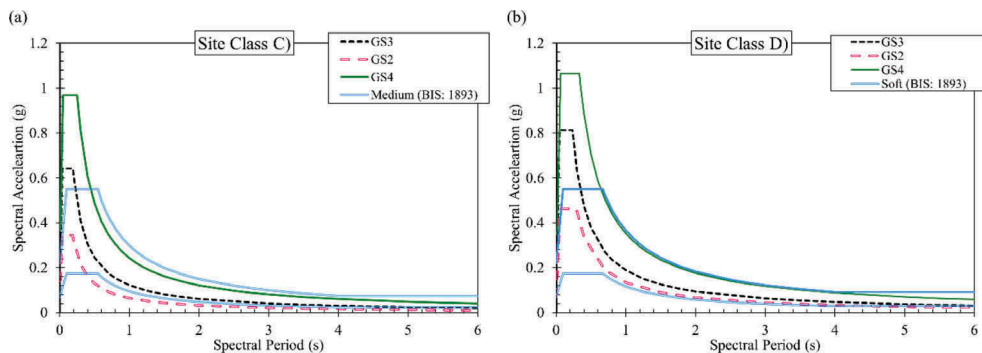 (a)
Site Class C)
GS3
GS2
GS4
Medium (BIS: 1893)
Spectral Acceleartion (g)
1.2
1
0.8
0.6
0.4
0.2
0
0 1 2 3 4 5 6
Spectral Period (s)
(b)
Site Class D)
GS3
GS2
GS4
Soft (BIS: 1893)
Spectral Acceleartion (g)
1.2
1
0.8
0.6
0.4
0.2
0
0 1 2 3 4 5 6
Spectral Period (s)